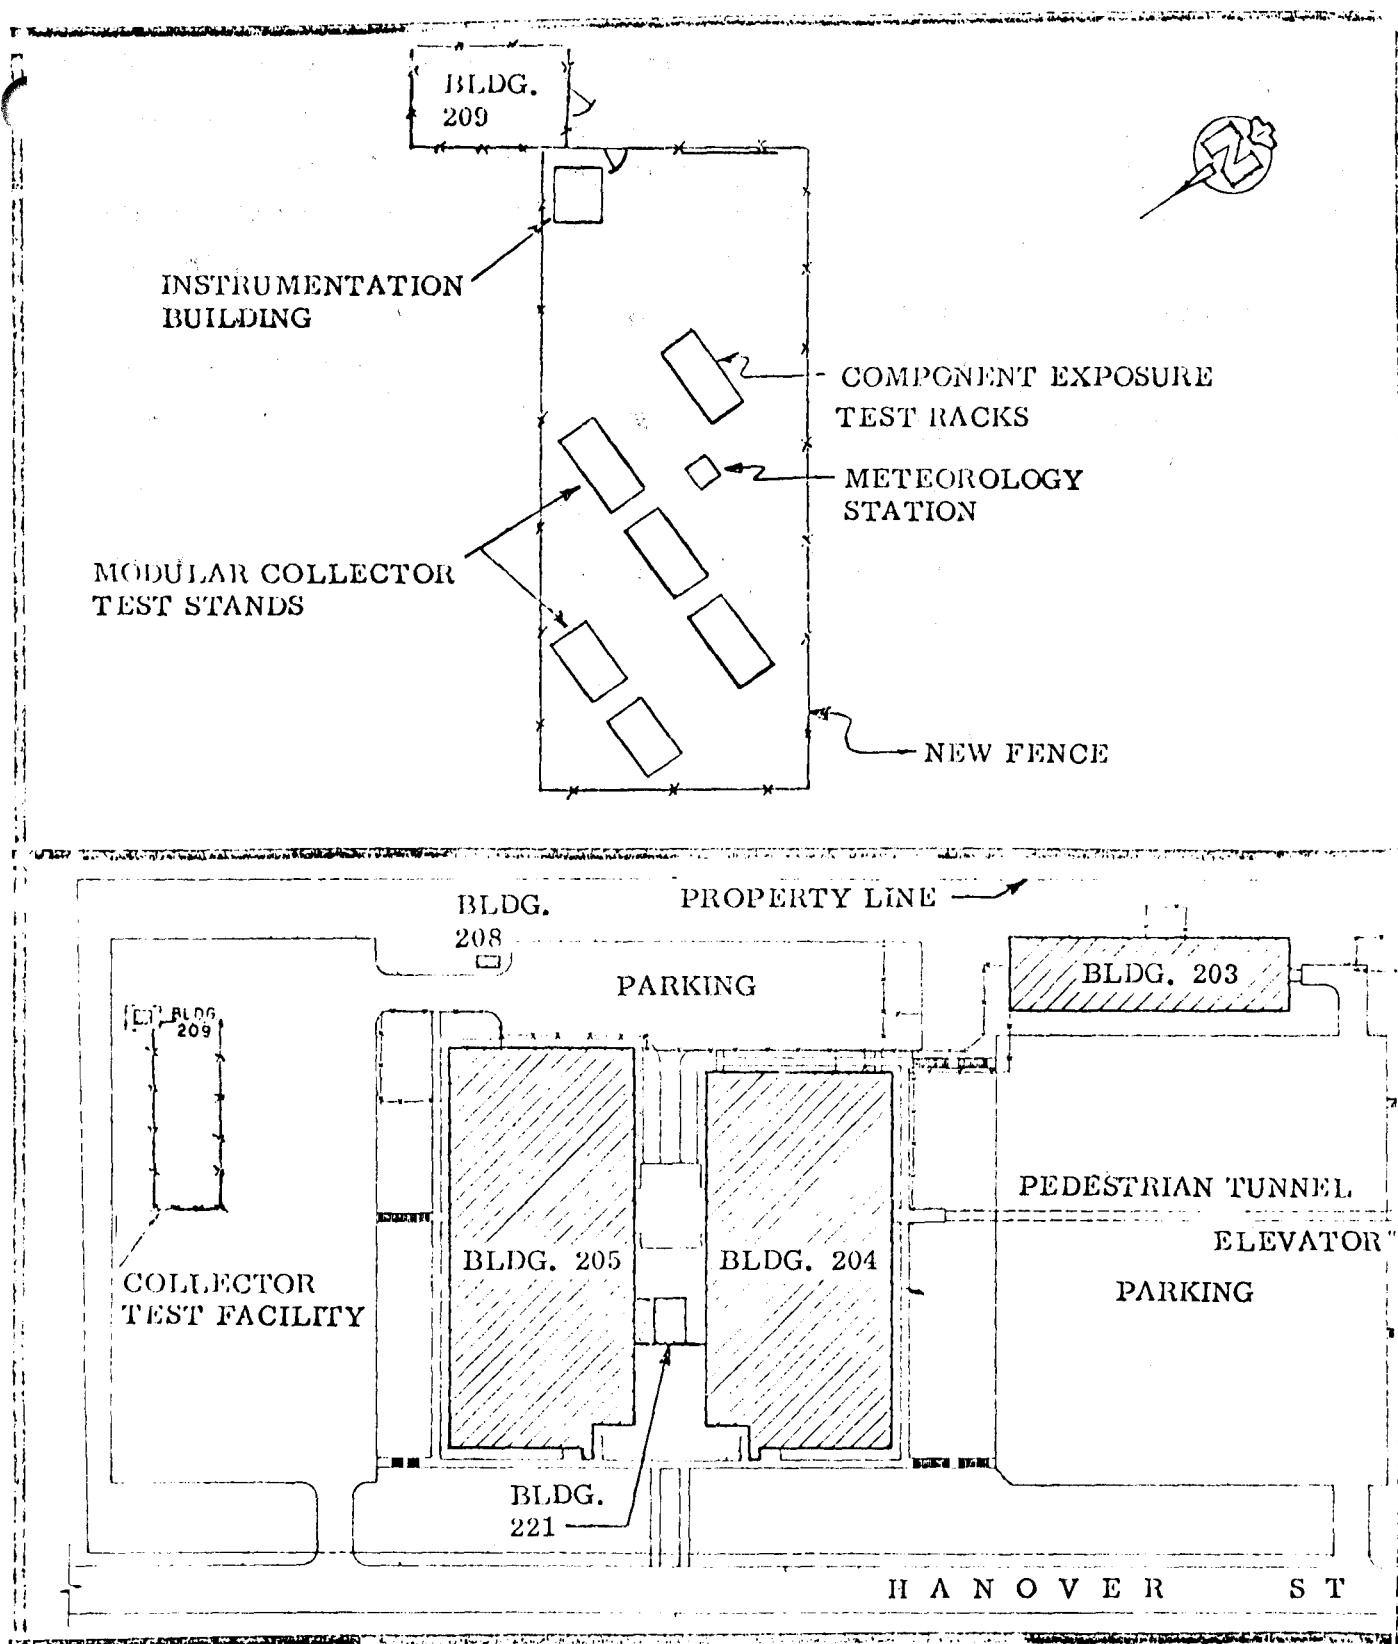 BLDG.
209
N
INSTRUMENTATION
BUILDING
COMPONENT EXPOSURE
TEST RACKS
METEOROLOGY
STATION
MODULAR COLLECTOR
TEST STANDS
NEW FENCE
PROPERTY LINE
BLDG.
208
PARKING
BLDG. 203
BLDG.
209
PEDESTRIAN TUNNEL
ELEVATOR
BLDG. 205
BLDG. 204
COLLECTOR
TEST FACILITY
PARKING
BLDG.
221
HANOVER ST